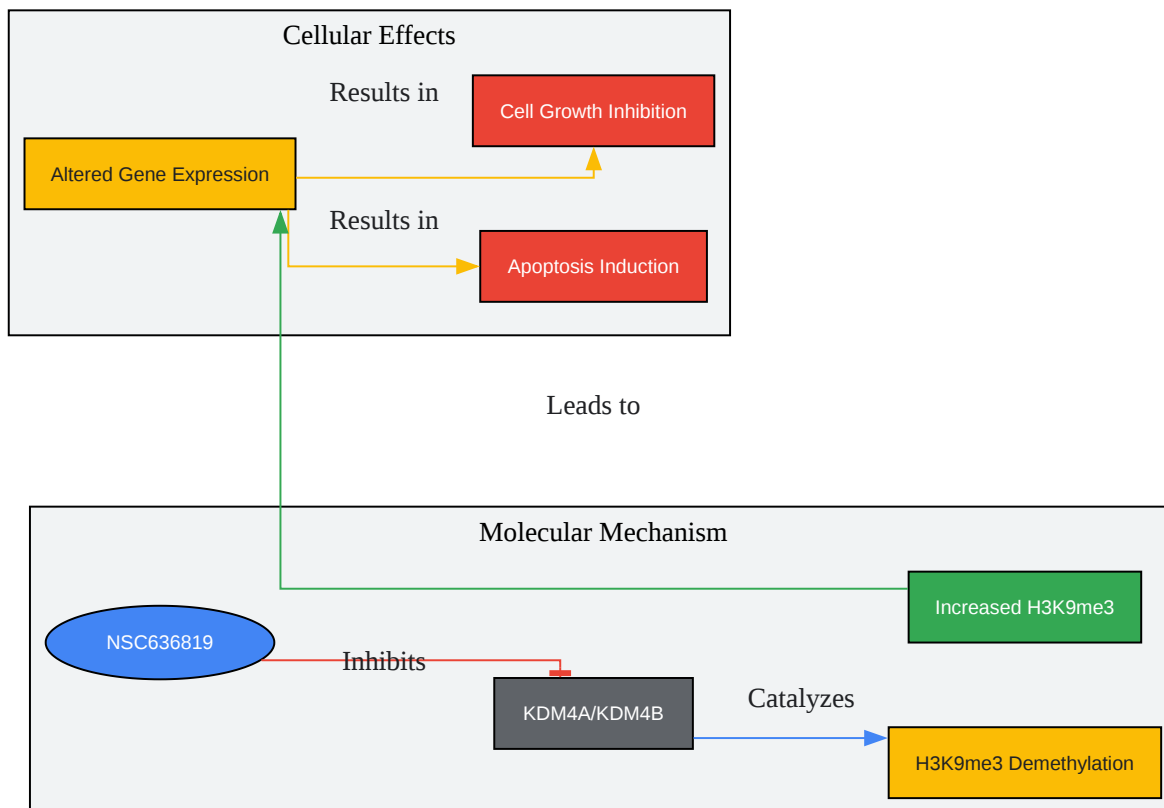 Cellular Effects
Results in
Cell Growth Inhibition
Altered Gene Expression
Results in
Apoptosis Induction
Leads to
Molecular Mechanism
Increased H3K9me3
NSC636819
Inhibits
KDM4A/KDM4B
Catalyzes
H3K9me3 Demethylation